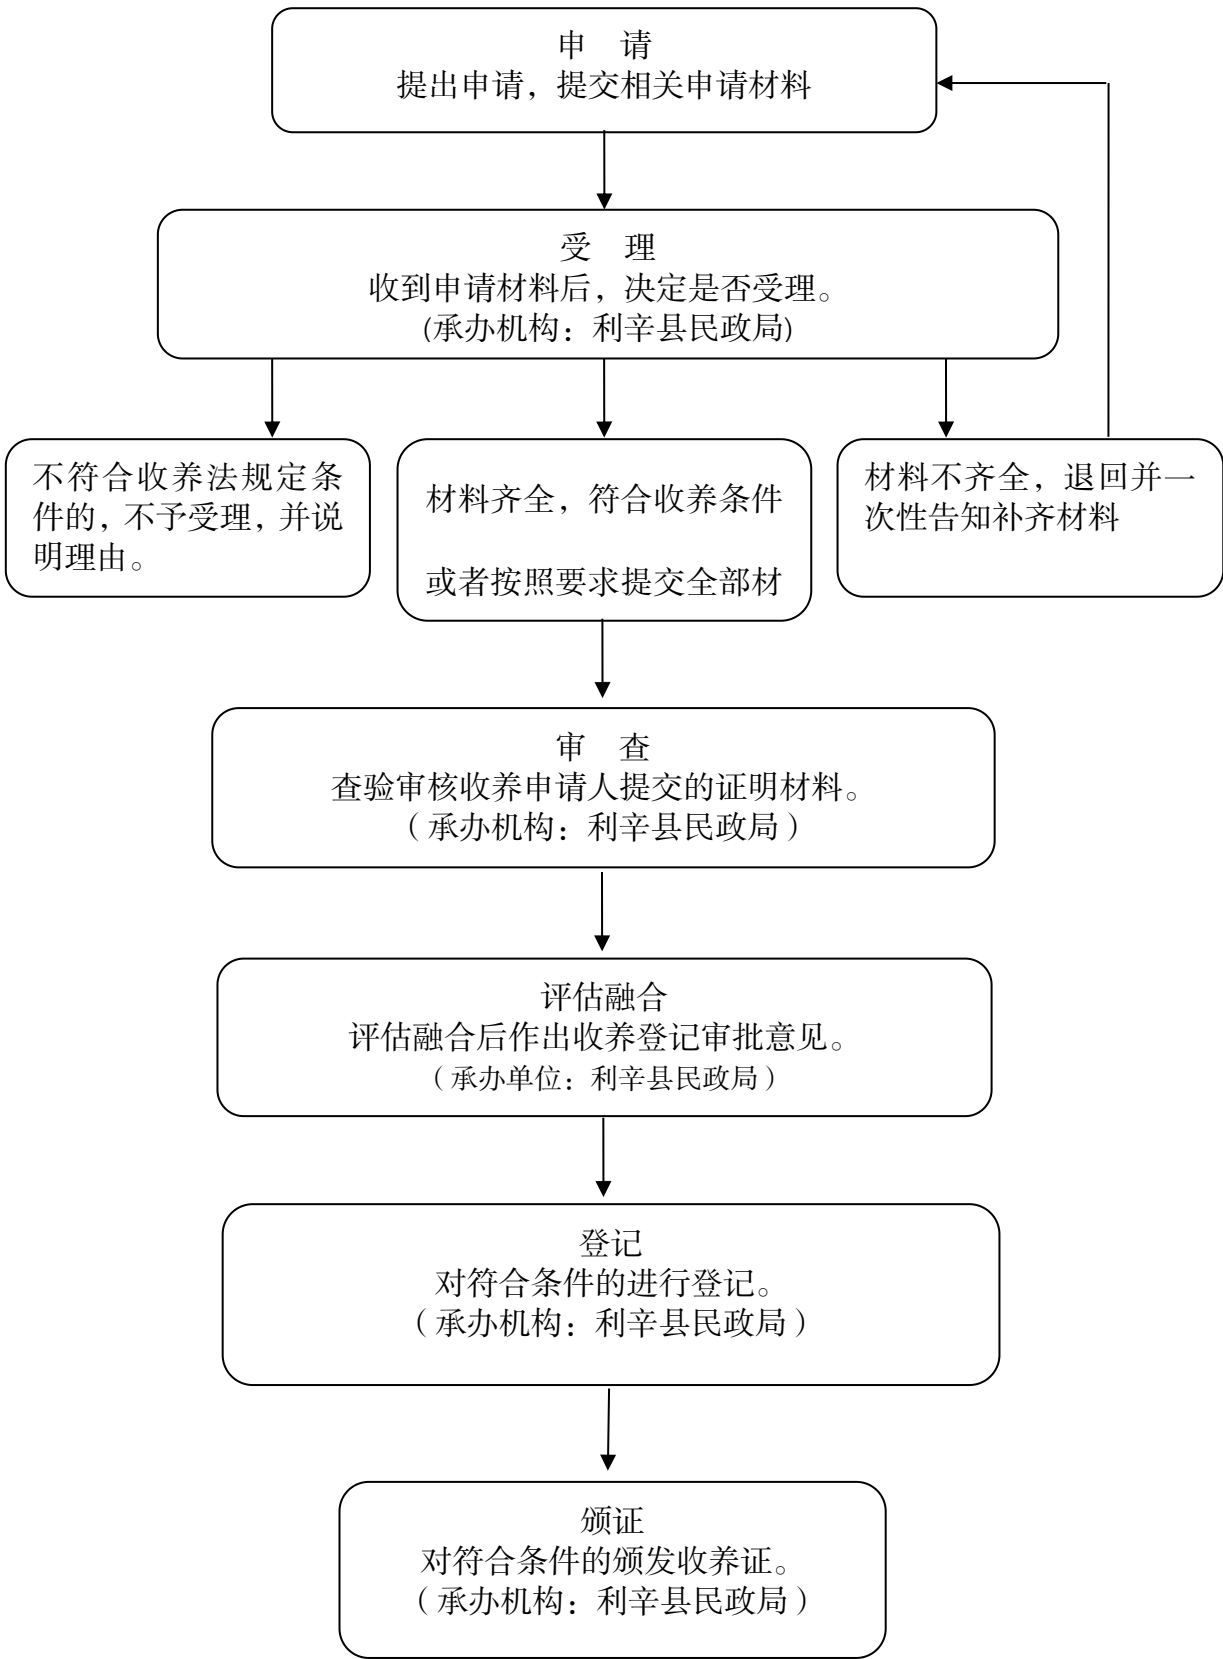 申 请
提出申请，提交相关申请材料
受 理
收到申请材料后，决定是否受理。
(承办机构：利辛县民政局)
不符合收养法规定条
件的，不予受理，并说
明理由。
材料齐全，符合收养条件
或者按照要求提交全部材
材料不齐全，退回并一
次性告知补齐材料
审 查
查验审核收养申请人提交的证明材料。
（承办机构：利辛县民政局）
评估融合
评估融合后作出收养登记审批意见。
（承办单位：利辛县民政局）
登记
对符合条件的进行登记。
（承办机构：利辛县民政局）
颁证
对符合条件的颁发收养证。
（承办机构：利辛县民政局）